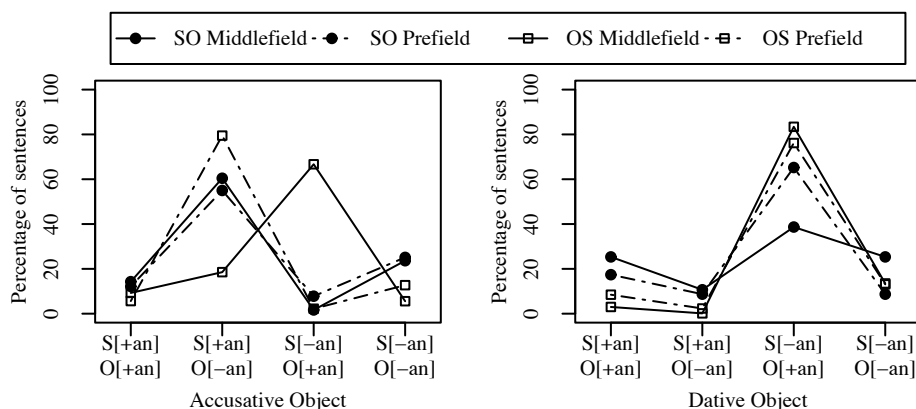 SO Middlefield SO Prefield OS Middlefield OS Prefield
Percentage of sentences
100
80
60
40
20
0
S[+an] S[+an] S[−an] S[−an]
O[+an] O[−an] O[+an] O[−an]
Accusative Object
Percentage of sentences
100
80
60
40
20
0
S[+an] S[+an] S[−an] S[−an]
O[+an] O[−an] O[+an] O[−an]
Dative Object